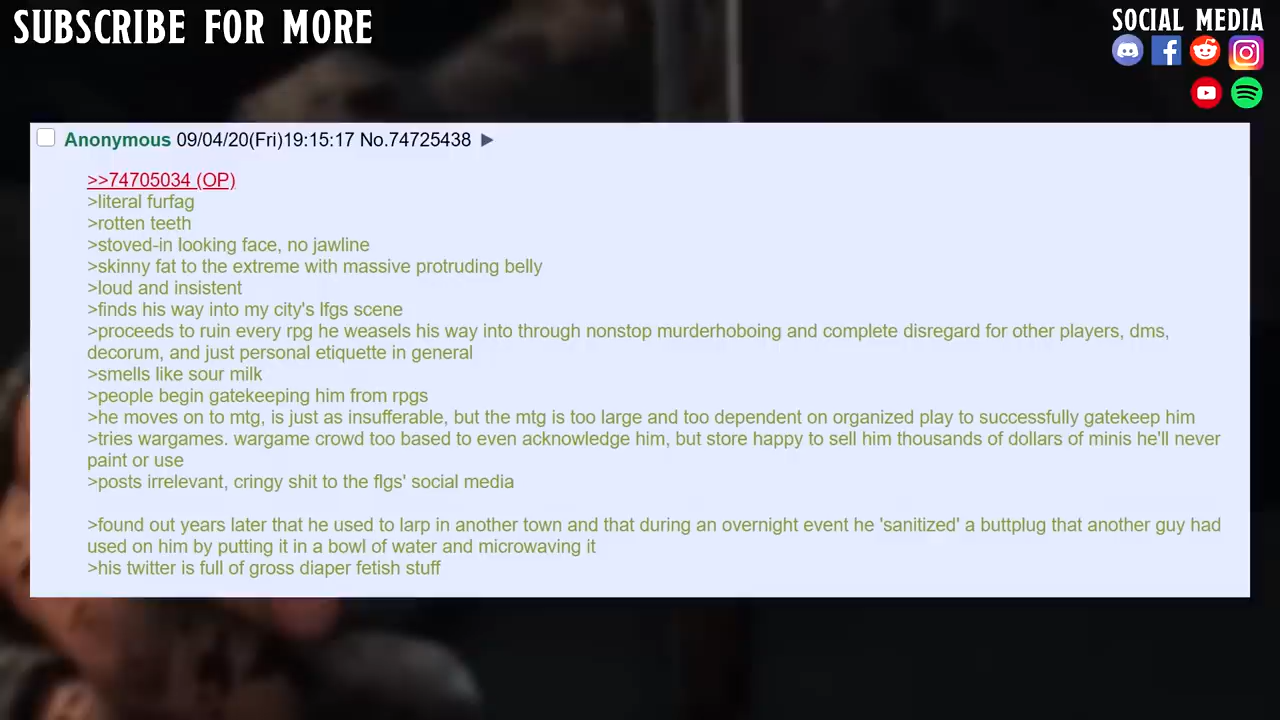 SUBSCRIBE FOR MORE
SOCIAL MEDIA
Anonymous 09/04/20(Fri)19:15:17 No.74725438 ▶
>>74705034 (OP)
>literal furfag
>rotten teeth
>stoved-in looking face, no jawline
>skinny fat to the extreme with massive protruding belly
>loud and insistent
>finds his way into my city's lfgs scene
>proceeds to ruin every rpg he weasels his way into through nonstop murderhoboing and complete disregard for other players, dms,
decorum, and just personal etiquette in general
>smells like sour milk
>people begin gatekeeping him from rpgs
>he moves on to mtg, is just as insufferable, but the mtg is too large and too dependent on organized play to successfully gatekeep him
>tries wargames. wargame crowd too based to even acknowledge him, but store happy to sell him thousands of dollars of minis he'll never
paint or use
>posts irrelevant, cringy shit to the flgs' social media
>found out years later that he used to larp in another town and that during an overnight event he 'sanitized' a buttplug that another guy had
used on him by putting it in a bowl of water and microwaving it
>his twitter is full of gross diaper fetish stuff